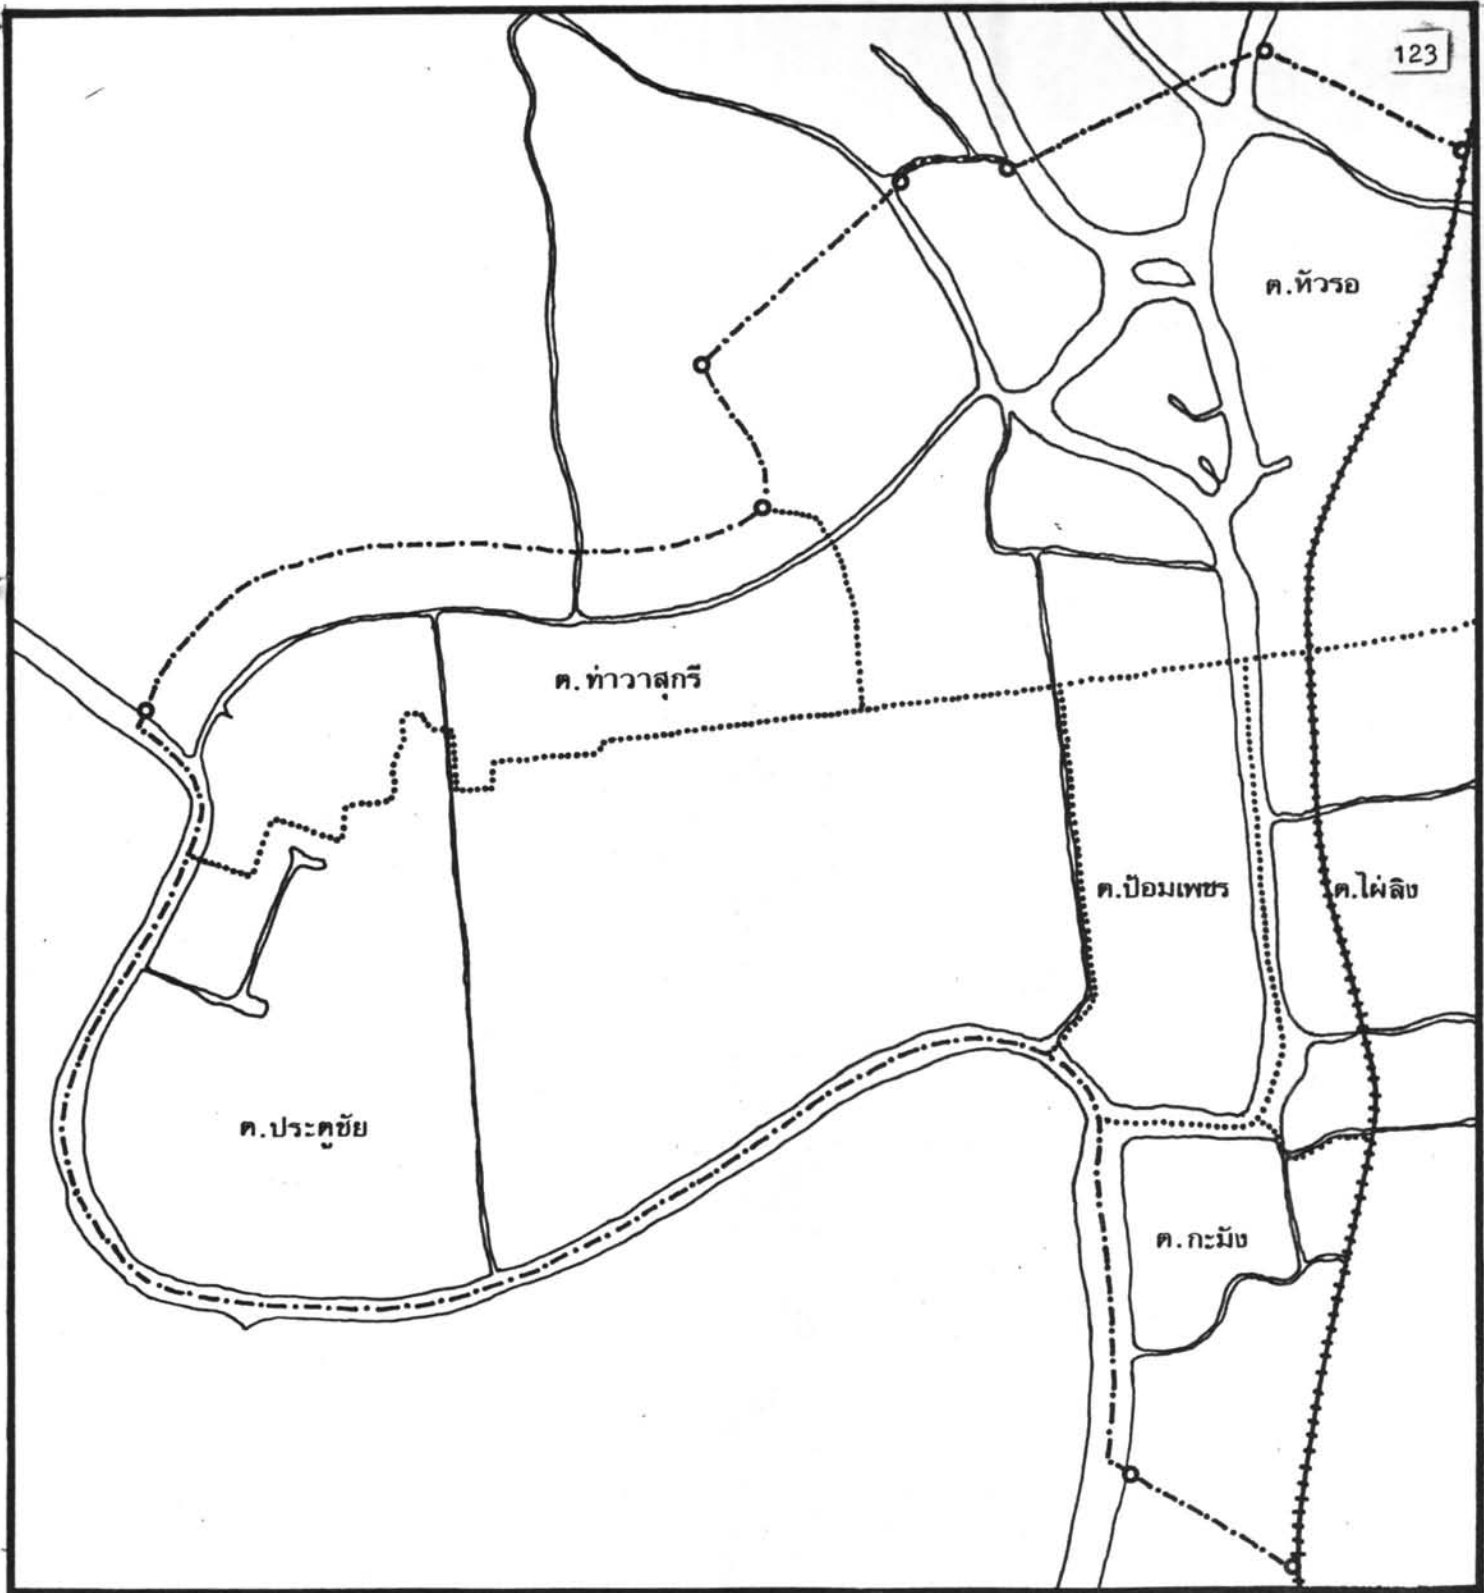 123
ต.หัวรอ
ต.ท่าวาสุกรี
ต.ป้อมเพชร
ต.ไผ่ลิง
ต.ประตูชัย
ต.กะมัง